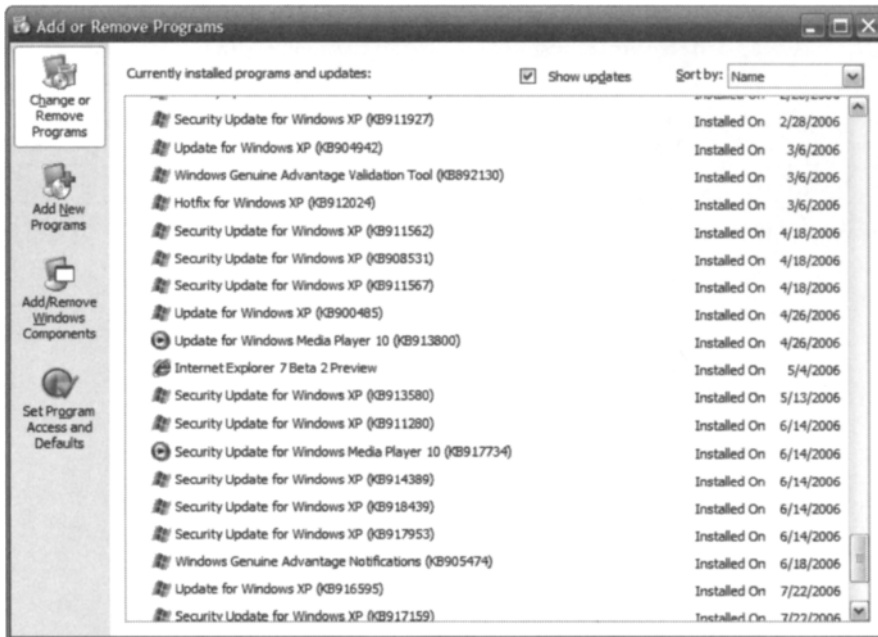 Add or Remove Programs
Change or Remove Programs
Add New Programs
Add/Remove Windows Components
Set Program Access and Defaults
Currently installed programs and updates:
Show updates
Sort by: Name
Security Update for Windows XP (KB911927) Installed On 2/28/2006
Update for Windows XP (KB904942) Installed On 3/6/2006
Windows Genuine Advantage Validation Tool (KB892130) Installed On 3/6/2006
Hotfix for Windows XP (KB912024) Installed On 3/6/2006
Security Update for Windows XP (KB911562) Installed On 4/18/2006
Security Update for Windows XP (KB908531) Installed On 4/18/2006
Security Update for Windows XP (KB911567) Installed On 4/18/2006
Update for Windows XP (KB900485) Installed On 4/26/2006
Update for Windows Media Player 10 (KB913800) Installed On 4/26/2006
Internet Explorer 7 Beta 2 Preview Installed On 5/4/2006
Security Update for Windows XP (KB913580) Installed On 5/13/2006
Security Update for Windows XP (KB911280) Installed On 6/14/2006
Security Update for Windows Media Player 10 (KB917734) Installed On 6/14/2006
Security Update for Windows XP (KB914389) Installed On 6/14/2006
Security Update for Windows XP (KB918439) Installed On 6/14/2006
Security Update for Windows XP (KB917953) Installed On 6/14/2006
Windows Genuine Advantage Notifications (KB905474) Installed On 6/18/2006
Update for Windows XP (KB916595) Installed On 7/22/2006
Security Update for Windows XP (KB917159) Installed On 7/22/2006